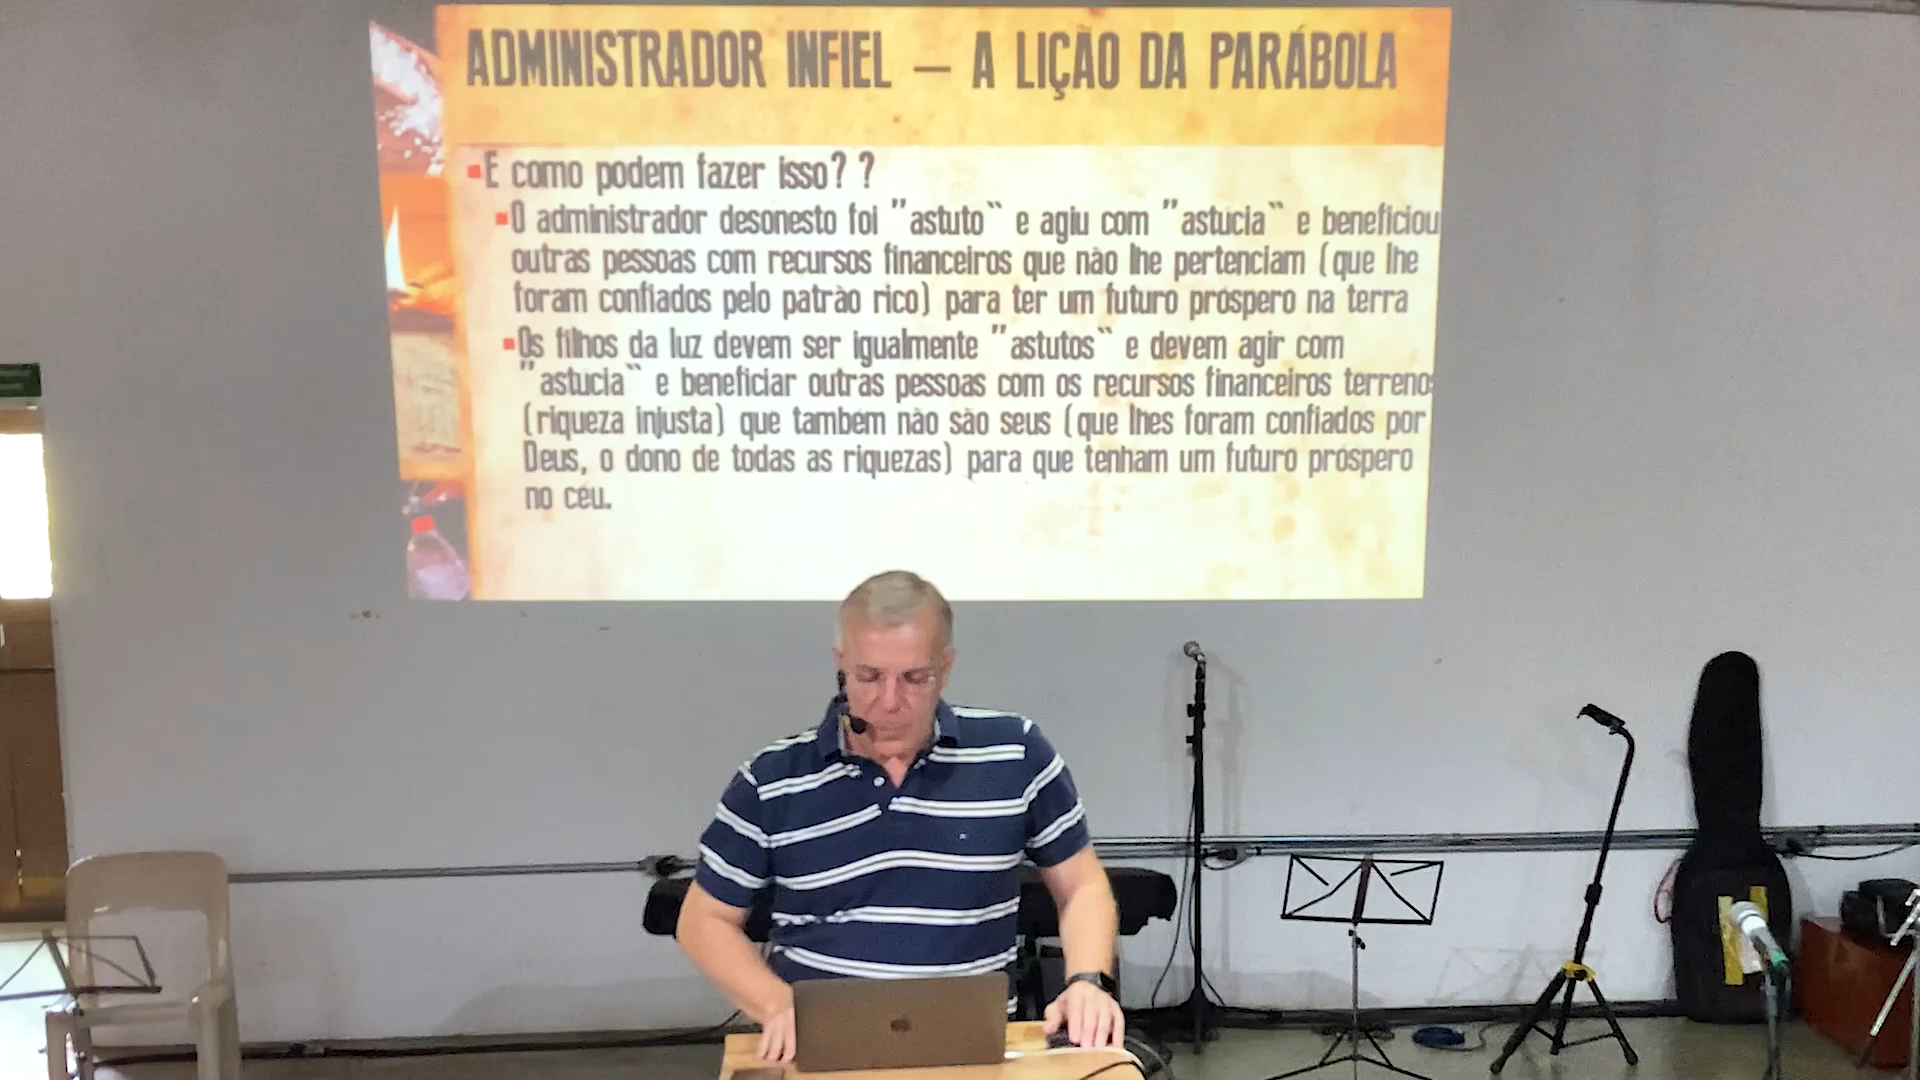 ADMINISTRADOR INFIEL – A LIÇÃO DA PARÁBOLA
▪E como podem fazer isso? ?
▪O administrador desonesto foi "astuto" e agiu com "astúcia" e beneficiou
outras pessoas com recursos financeiros que não lhe pertenciam (que lhe
foram confiados pelo patrão rico) para ter um futuro próspero na terra
▪Os filhos da luz devem ser igualmente "astutos" e devem agir com
"astúcia" e beneficiar outras pessoas com os recursos financeiros terrenos
(riqueza injusta) que também não são seus (que lhes foram confiados por
Deus, o dono de todas as riquezas) para que tenham um futuro próspero
no céu.